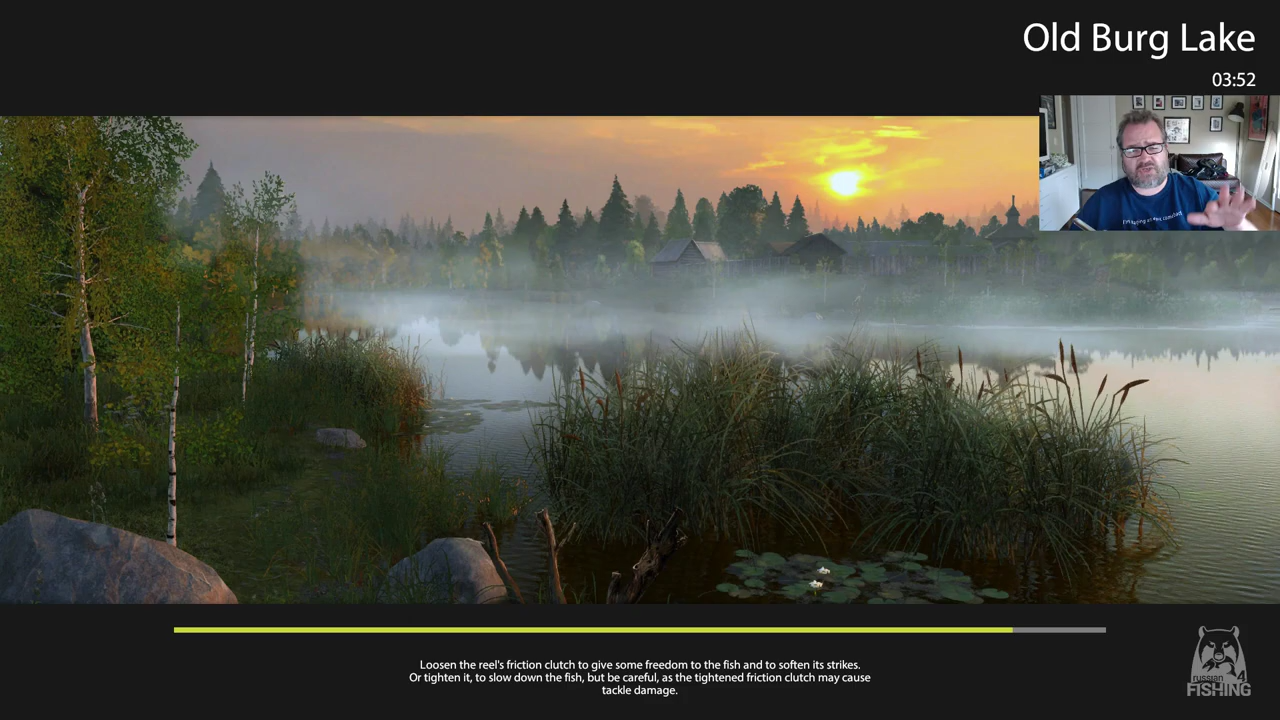 Old Burg Lake
03:52
Loosen the reel's friction clutch to give some freedom to the fish and to soften its strikes.
Or tighten it, to slow down the fish, but be careful, as the tightened friction clutch may cause
tackle damage.
russian
FISHING